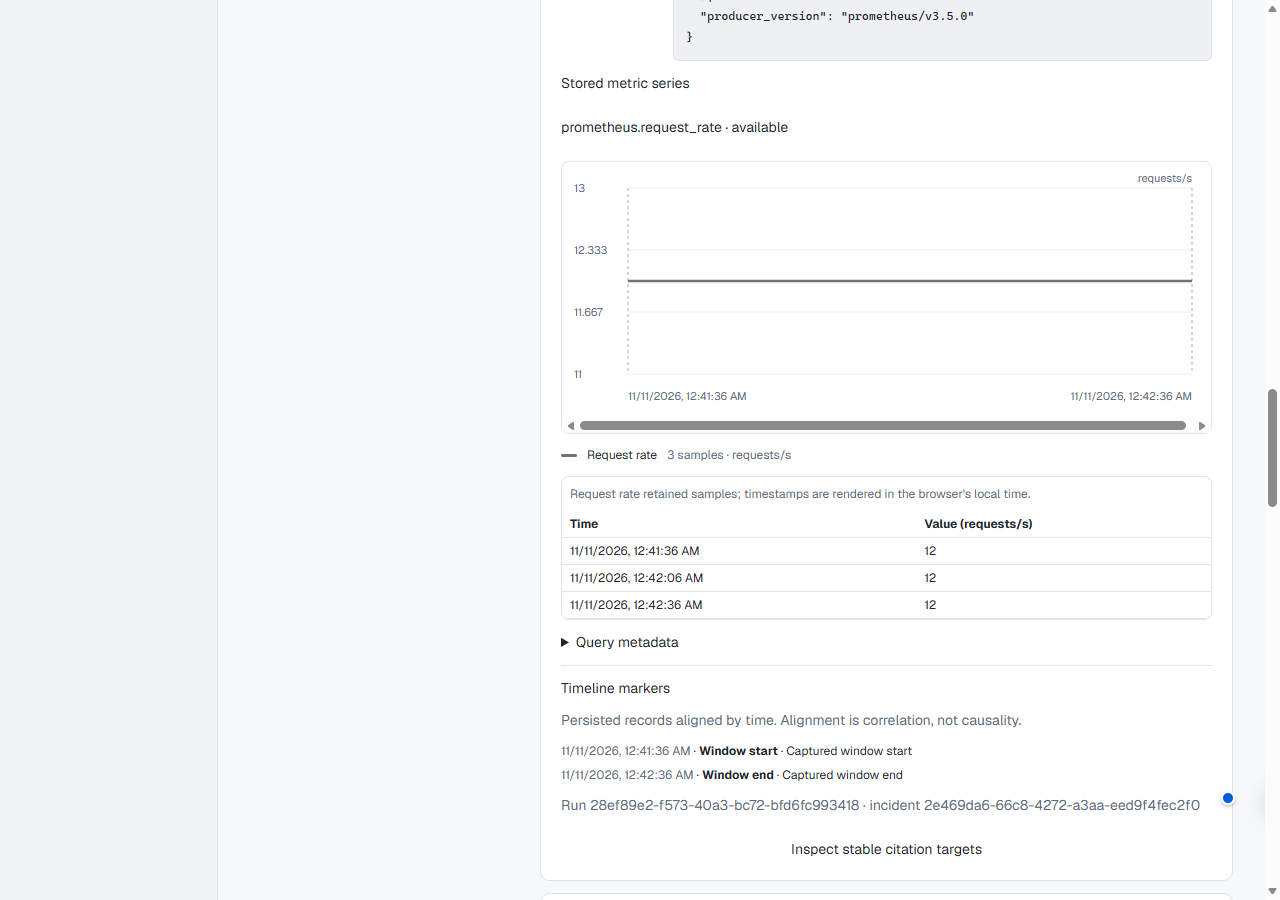 "producer_version": "prometheus/v3.5.0"
}
Stored metric series
prometheus.request_rate · available
requests/s
13
12.333
11.667
11
11/11/2026, 12:41:36 AM 11/11/2026, 12:42:36 AM
Request rate 3 samples · requests/s
Request rate retained samples; timestamps are rendered in the browser's local time.
Time Value (requests/s)
11/11/2026, 12:41:36 AM 12
11/11/2026, 12:42:06 AM 12
11/11/2026, 12:42:36 AM 12
Query metadata
Timeline markers
Persisted records aligned by time. Alignment is correlation, not causality.
11/11/2026, 12:41:36 AM · Window start · Captured window start
11/11/2026, 12:42:36 AM · Window end · Captured window end
Run 28ef89e2-f573-40a3-bc72-bfd6fc993418 · incident 2e469da6-66c8-4272-a3aa-eed9f4fec2f0
Inspect stable citation targets